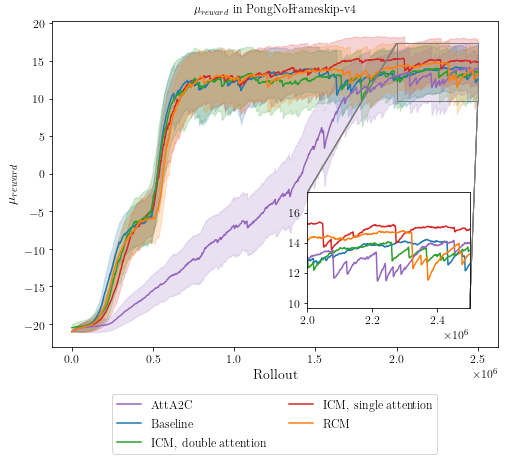 μ_reward in PongNoFrameskip-v4
20
15
10
5
0
−5
−10
−15
−20
μ_reward
16
14
12
10
2.0 2.2 2.4
×10^6
0.0 0.5 1.0 1.5 2.0 2.5
Rollout ×10^6
AttA2C ICM, single attention
Baseline RCM
ICM, double attention